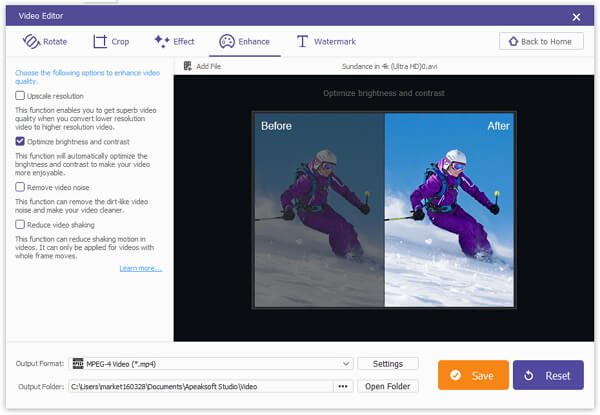 Video Editor
Rotate
Crop
Effect
Enhance
Watermark
Back to Home
Choose the following options to enhance video
quality.
Upscale resolution
This function enables you to get superb video
quality when you convert lower resolution
video to higher resolution video.
Optimize brightness and contrast
This function will automatically optimize the
brightness and contrast to make your video
more enjoyable.
Remove video noise
This function can remove the dirt-like video
noise and make your video cleaner.
Reduce video shaking
This function can reduce shaking motion in
videos. It can only be applied for videos with
whole frame moves.
Learn more...
Add File
Sundance in 4k (Ultra HD)0.avi
Optimize brightness and contrast
Before
After
Output Format:
MPEG-4 Video (*.mp4)
Settings
Output Folder:
C:\Users\market160328\Documents\Apeaksoft Studio\Video
•••
Open Folder
Save
Reset